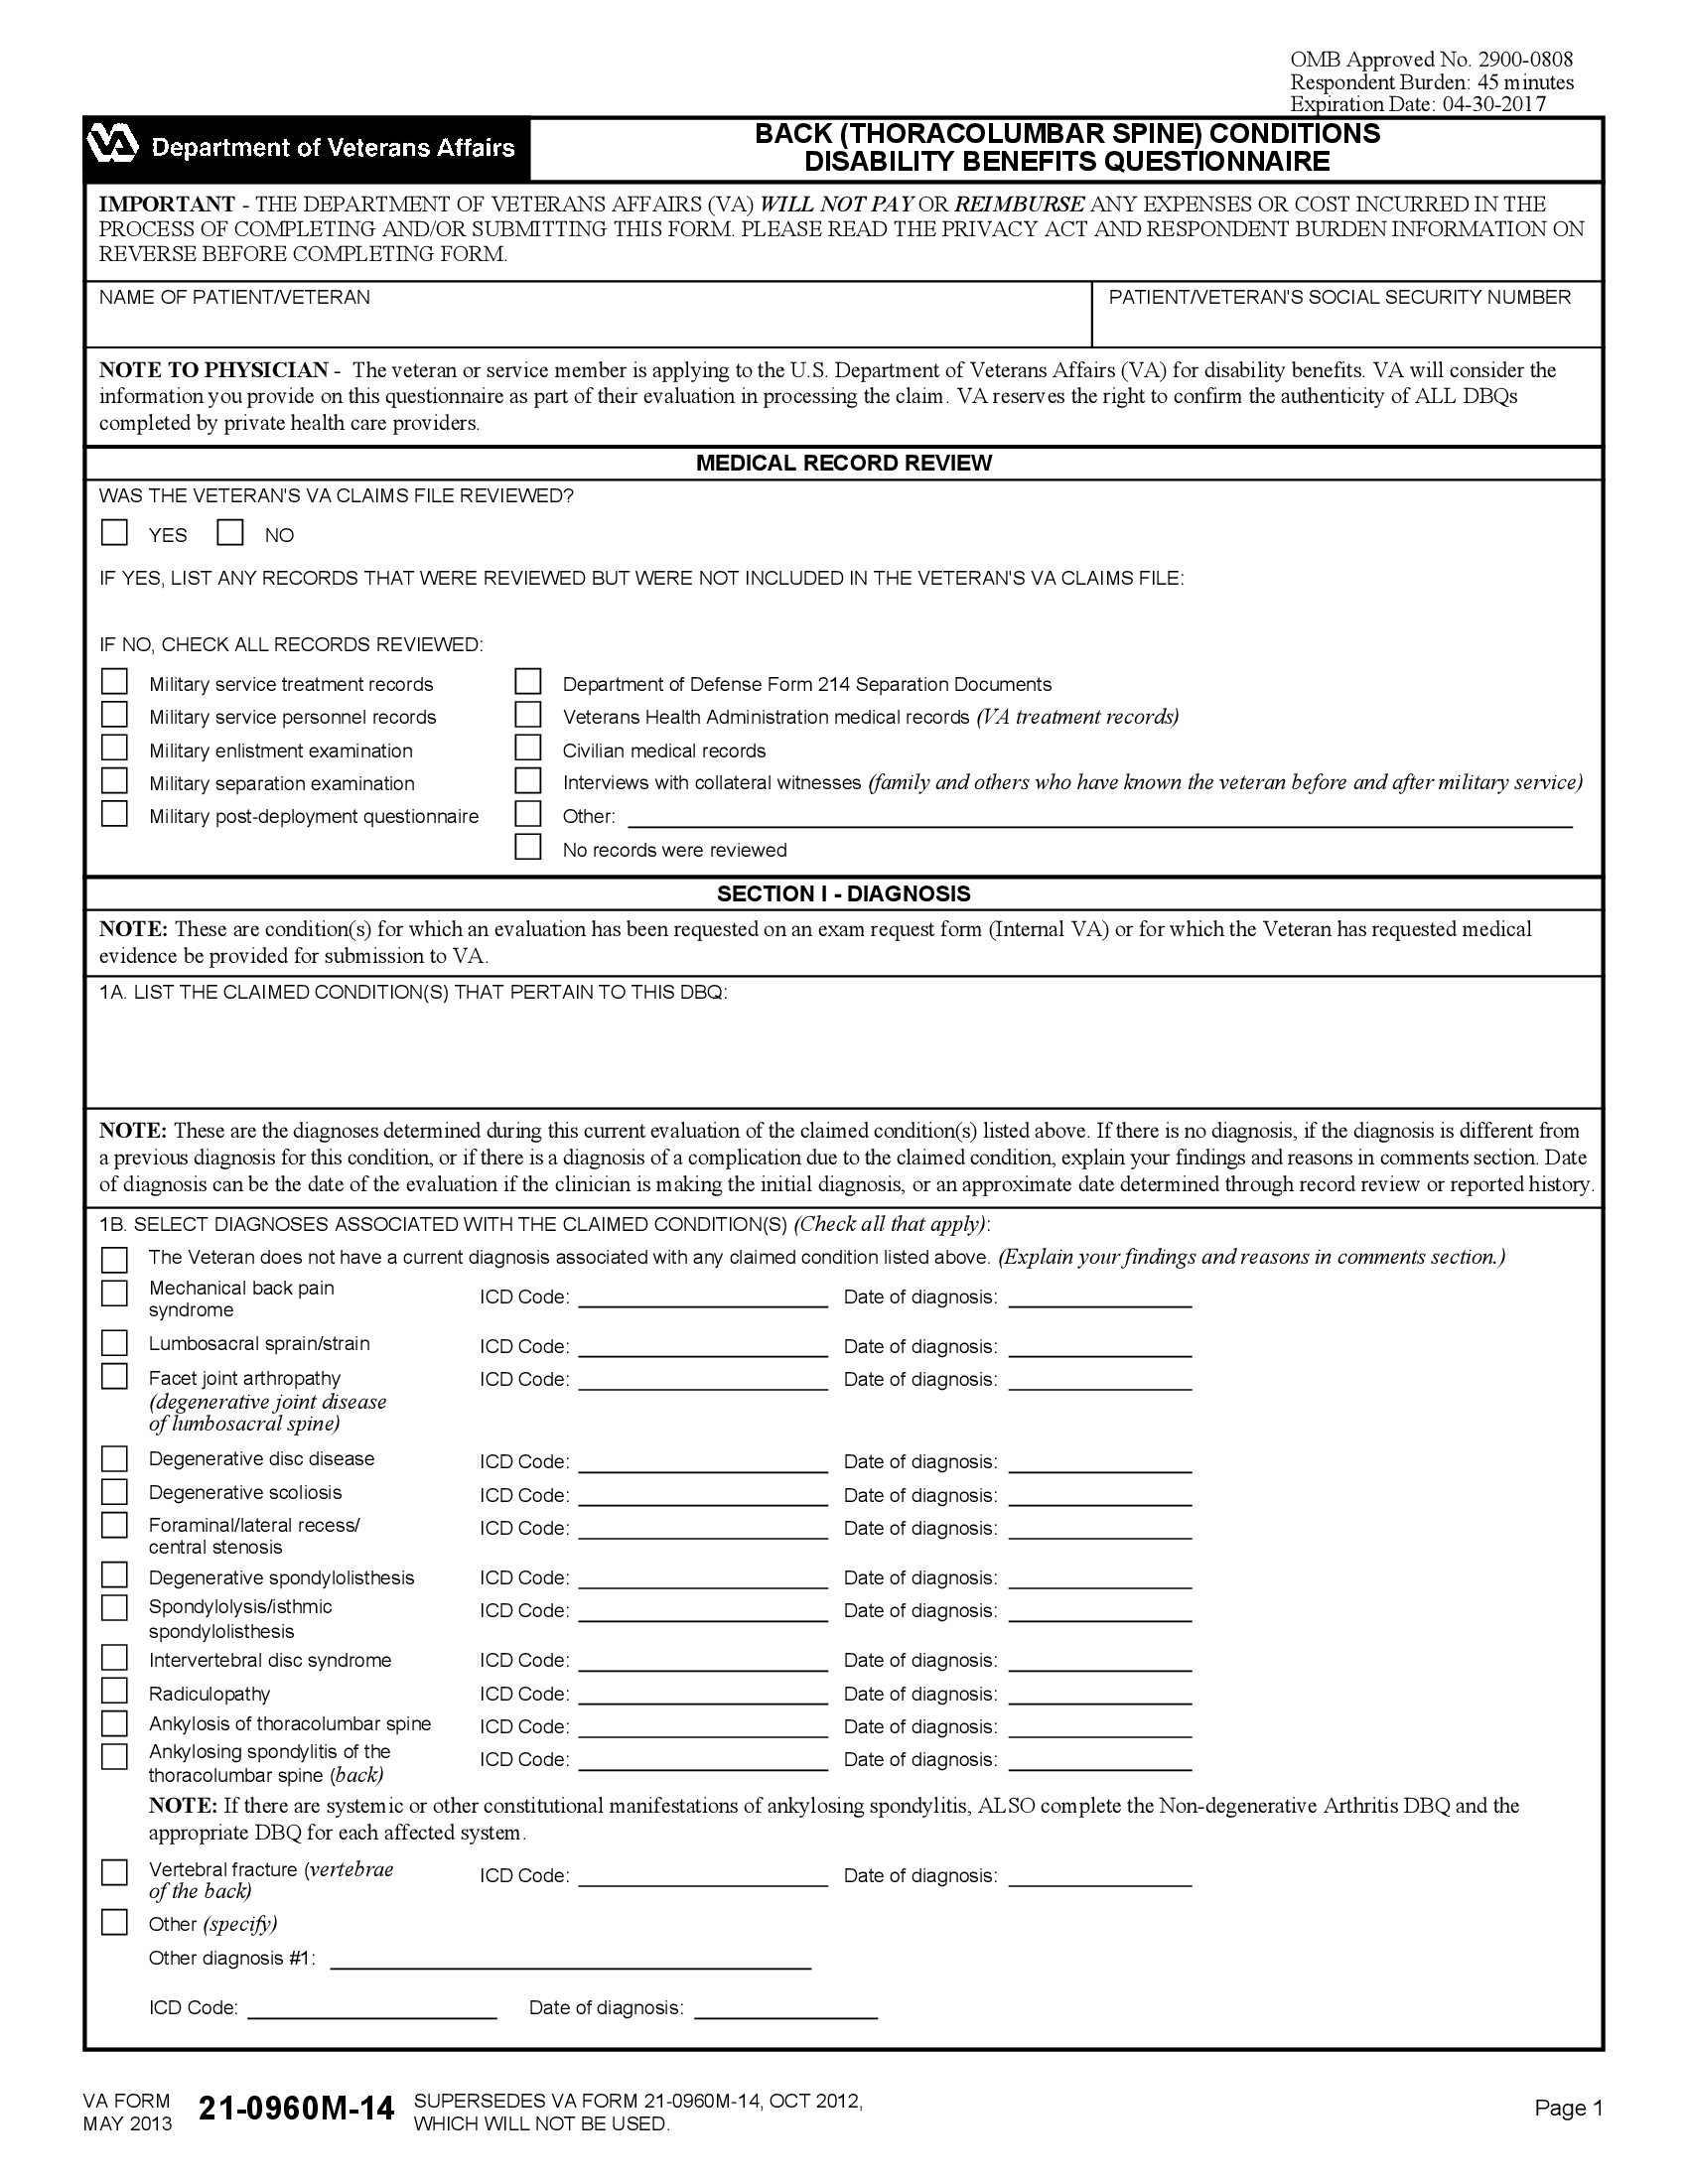 OMB Approved No. 2900-0808
Respondent Burden: 45 minutes
Expiration Date: 04-30-2017
VA Department of Veterans Affairs
BACK (THORACOLUMBAR SPINE) CONDITIONS
DISABILITY BENEFITS QUESTIONNAIRE
IMPORTANT - THE DEPARTMENT OF VETERANS AFFAIRS (VA) WILL NOT PAY OR REIMBURSE ANY EXPENSES OR COST INCURRED IN THE
PROCESS OF COMPLETING AND/OR SUBMITTING THIS FORM. PLEASE READ THE PRIVACY ACT AND RESPONDENT BURDEN INFORMATION ON
REVERSE BEFORE COMPLETING FORM.
NAME OF PATIENT/VETERAN
PATIENT/VETERAN'S SOCIAL SECURITY NUMBER
NOTE TO PHYSICIAN - The veteran or service member is applying to the U.S. Department of Veterans Affairs (VA) for disability benefits. VA will consider the
information you provide on this questionnaire as part of their evaluation in processing the claim. VA reserves the right to confirm the authenticity of ALL DBQs
completed by private health care providers.
MEDICAL RECORD REVIEW
WAS THE VETERAN'S VA CLAIMS FILE REVIEWED?
YES NO
IF YES, LIST ANY RECORDS THAT WERE REVIEWED BUT WERE NOT INCLUDED IN THE VETERAN'S VA CLAIMS FILE:
IF NO, CHECK ALL RECORDS REVIEWED:
Military service treatment records
Department of Defense Form 214 Separation Documents
Military service personnel records
Veterans Health Administration medical records (VA treatment records)
Military enlistment examination
Civilian medical records
Military separation examination
Interviews with collateral witnesses (family and others who have known the veteran before and after military service)
Military post-deployment questionnaire
Other:
No records were reviewed
SECTION I - DIAGNOSIS
NOTE: These are condition(s) for which an evaluation has been requested on an exam request form (Internal VA) or for which the Veteran has requested medical
evidence be provided for submission to VA.
1A. LIST THE CLAIMED CONDITION(S) THAT PERTAIN TO THIS DBQ:
NOTE: These are the diagnoses determined during this current evaluation of the claimed condition(s) listed above. If there is no diagnosis, if the diagnosis is different from
a previous diagnosis for this condition, or if there is a diagnosis of a complication due to the claimed condition, explain your findings and reasons in comments section. Date
of diagnosis can be the date of the evaluation if the clinician is making the initial diagnosis, or an approximate date determined through record review or reported history.
1B. SELECT DIAGNOSES ASSOCIATED WITH THE CLAIMED CONDITION(S) (Check all that apply):
The Veteran does not have a current diagnosis associated with any claimed condition listed above. (Explain your findings and reasons in comments section.)
Mechanical back pain
syndrome
ICD Code: Date of diagnosis:
Lumbosacral sprain/strain ICD Code: Date of diagnosis:
Facet joint arthropathy ICD Code: Date of diagnosis:
(degenerative joint disease
of lumbosacral spine)
Degenerative disc disease ICD Code: Date of diagnosis:
Degenerative scoliosis ICD Code: Date of diagnosis:
Foraminal/lateral recess/ ICD Code: Date of diagnosis:
central stenosis
Degenerative spondylolisthesis ICD Code: Date of diagnosis:
Spondylolysis/isthmic ICD Code: Date of diagnosis:
spondylolisthesis
Intervertebral disc syndrome ICD Code: Date of diagnosis:
Radiculopathy ICD Code: Date of diagnosis:
Ankylosis of thoracolumbar spine ICD Code: Date of diagnosis:
Ankylosing spondylitis of the ICD Code: Date of diagnosis:
thoracolumbar spine (back)
NOTE: If there are systemic or other constitutional manifestations of ankylosing spondylitis, ALSO complete the Non-degenerative Arthritis DBQ and the
appropriate DBQ for each affected system.
Vertebral fracture (vertebrae ICD Code: Date of diagnosis:
of the back)
Other (specify)
Other diagnosis #1:
ICD Code: Date of diagnosis:
VA FORM
MAY 2013
21-0960M-14
SUPERSEDES VA FORM 21-0960M-14, OCT 2012,
WHICH WILL NOT BE USED.
Page 1